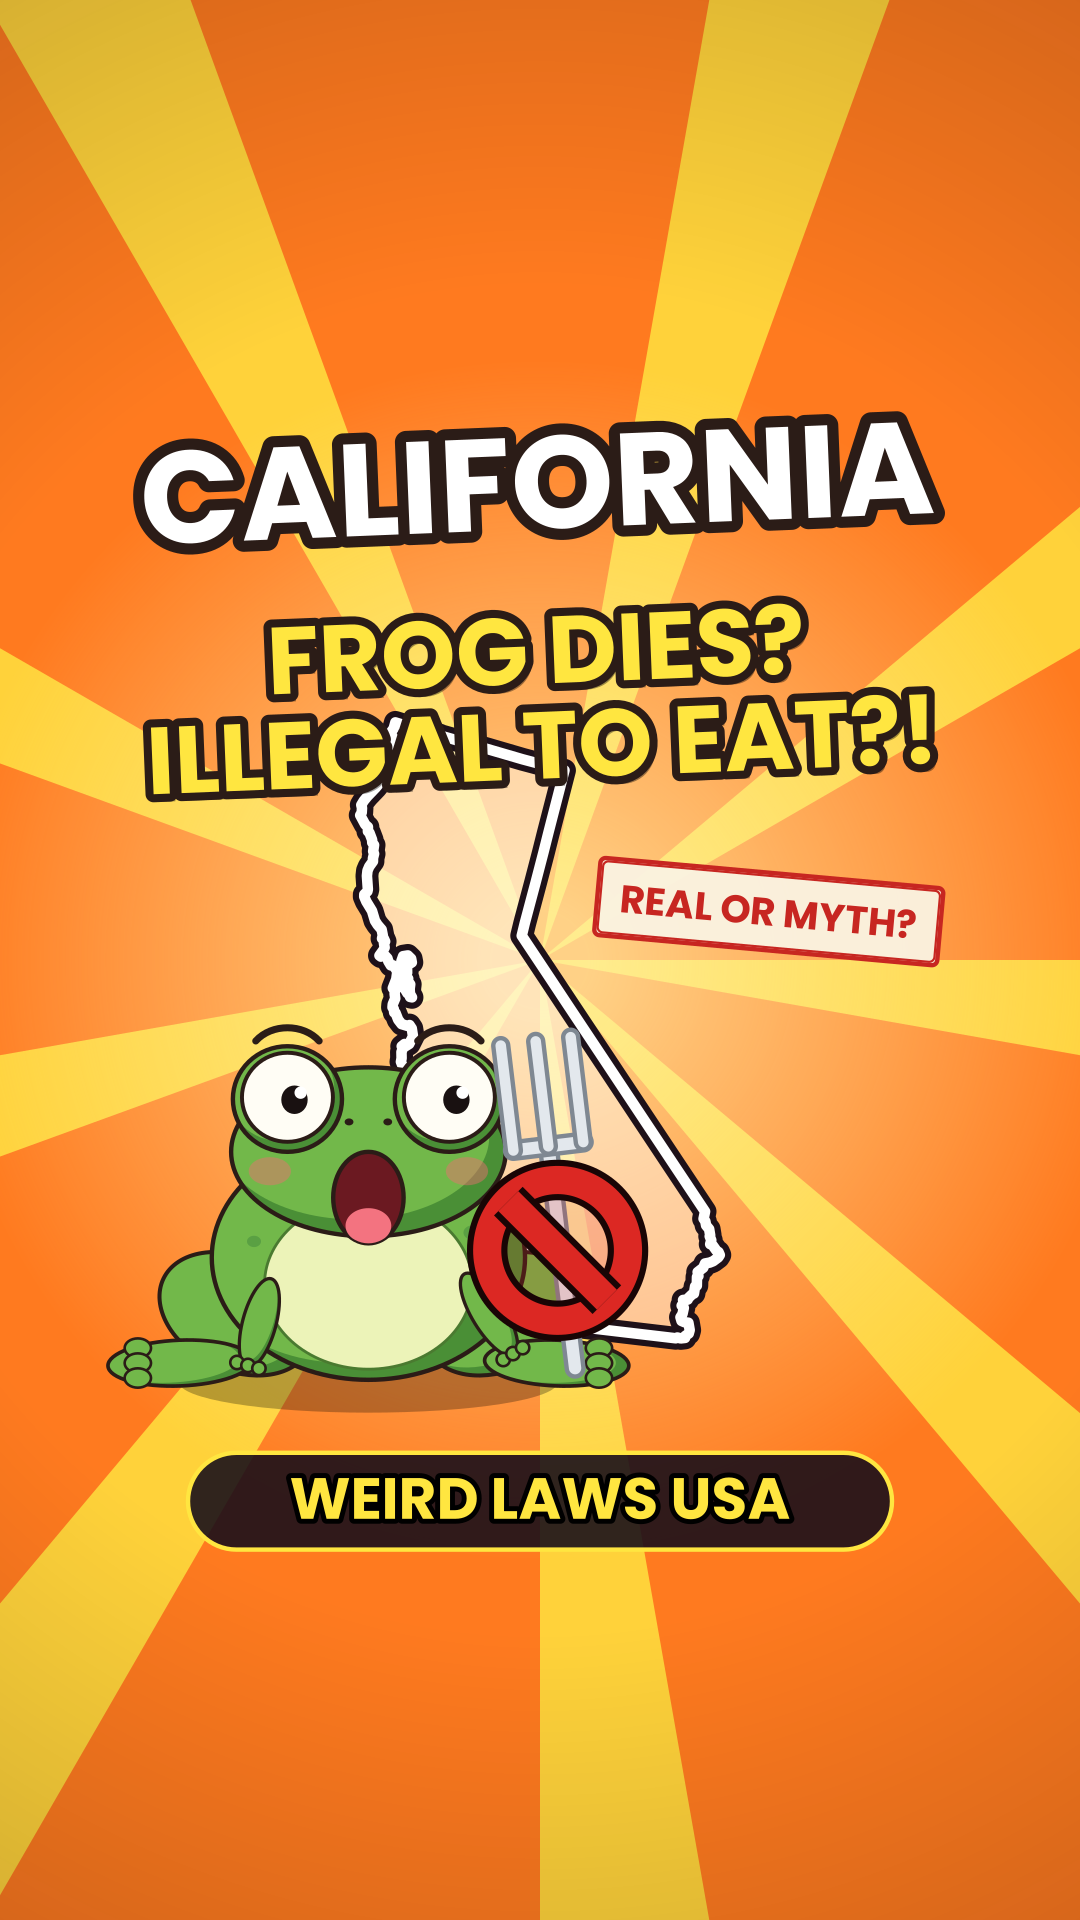 CALIFORNIA
FROG DIES?
ILLEGAL TO EAT?!
REAL OR MYTH?
WEIRD LAWS USA